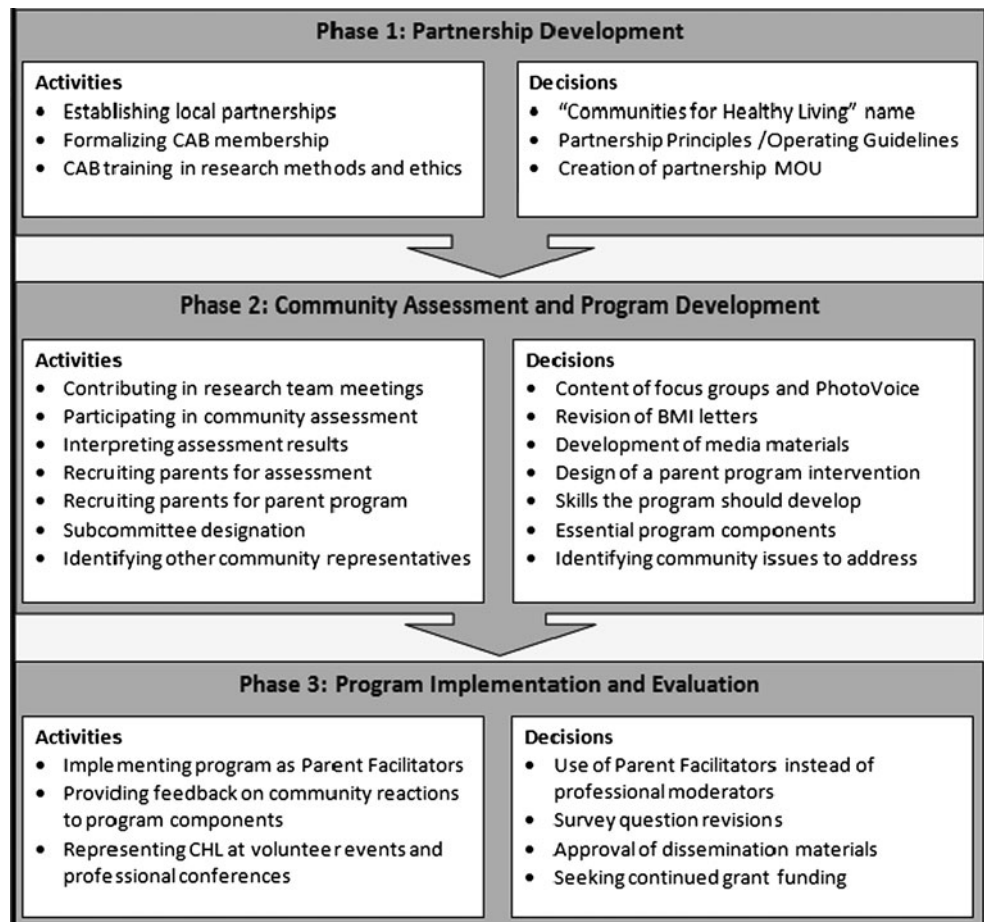 Phase 1: Partnership Development
Activities
• Establishing local partnerships
• Formalizing CAB membership
• CAB training in research methods and ethics
Decisions
• “Communities for Healthy Living” name
• Partnership Principles /Operating Guidelines
• Creation of partnership MOU
Phase 2: Community Assessment and Program Development
Activities
• Contributing in research team meetings
• Participating in community assessment
• Interpreting assessment results
• Recruiting parents for assessment
• Recruiting parents for parent program
• Subcommittee designation
• Identifying other community representatives
Decisions
• Content of focus groups and PhotoVoice
• Revision of BMI letters
• Development of media materials
• Design of a parent program intervention
• Skills the program should develop
• Essential program components
• Identifying community issues to address
Phase 3: Program Implementation and Evaluation
Activities
• Implementing program as Parent Facilitators
• Providing feedback on community reactions
to program components
• Representing CHL at volunteer events and
professional conferences
Decisions
• Use of Parent Facilitators instead of
professional moderators
• Survey question revisions
• Approval of dissemination materials
• Seeking continued grant funding